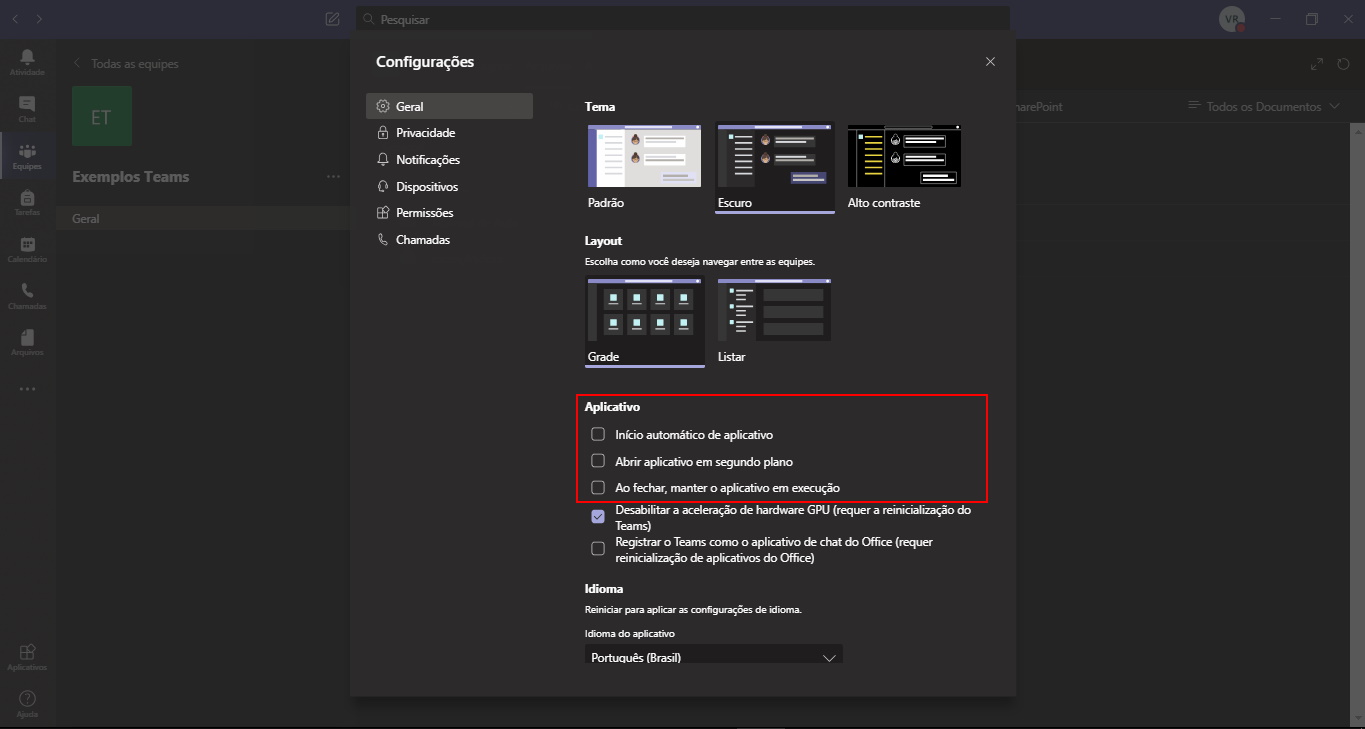 Pesquisar
VR
Atividade
Chat
Equipes
Tarefas
Calendário
Chamadas
Arquivos
Aplicativos
Ajuda
Todas as equipes
ET
Exemplos Teams
Geral
Configurações
Geral
Privacidade
Notificações
Dispositivos
Permissões
Chamadas
Tema
Padrão
Escuro
Alto contraste
Layout
Escolha como você deseja navegar entre as equipes.
Grade
Listar
Aplicativo
Início automático de aplicativo
Abrir aplicativo em segundo plano
Ao fechar, manter o aplicativo em execução
Desabilitar a aceleração de hardware GPU (requer a reinicialização do
Teams)
Registrar o Teams como o aplicativo de chat do Office (requer
reinicialização de aplicativos do Office)
Idioma
Reiniciar para aplicar as configurações de idioma.
Idioma do aplicativo
Português (Brasil)
harePoint
Todos os Documentos